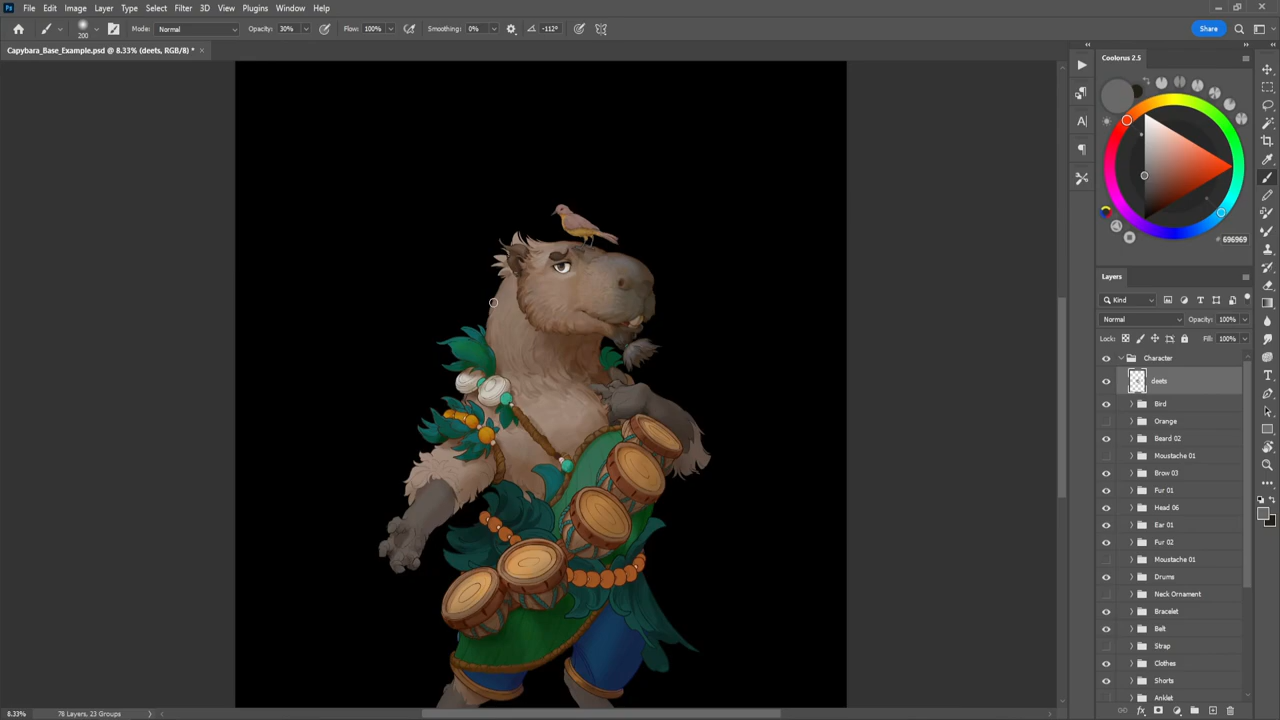 Ps File Edit Image Layer Type Select Filter 3D View Plugins Window Help
200 Mode: Normal Opacity: 30% Flow: 100% Smoothing: 0% -112° Share
Capybara_Base_Example.psd @ 8.33% (deets, RGB/8) * ×
Coolorus 2.5
# 696969
Layers
Kind
Normal Opacity: 100%
Lock: Fill: 100%
Character
deets
Bird
Orange
Beard 02
Moustache 01
Brow 03
Fur 01
Head 06
Ear 01
Fur 02
Moustache 01
Drums
Neck Ornament
Bracelet
Belt
Strap
Clothes
Shorts
Anklet
8.33% 78 Layers, 23 Groups